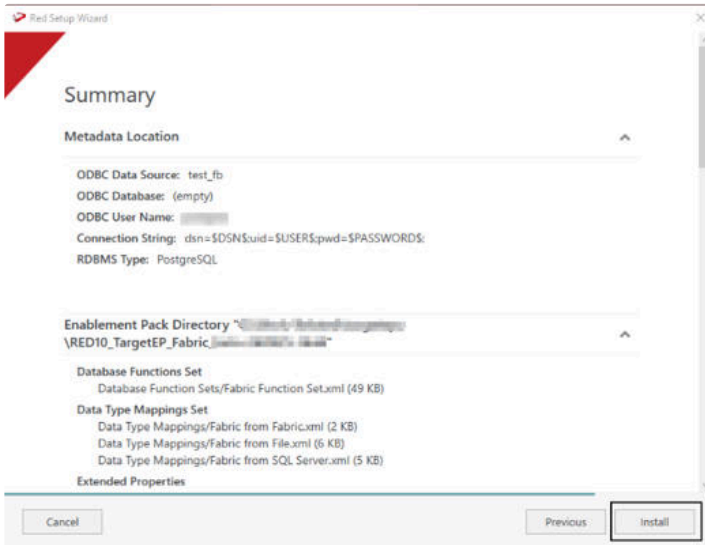 Red Setup Wizard
Summary
Metadata Location
ODBC Data Source: test_fb
ODBC Database: (empty)
ODBC User Name:
Connection String: dsn=$DSN$;uid=$USER$;pwd=$PASSWORD$;
RDBMS Type: PostgreSQL
Enablement Pack Directory "
\RED10_TargetEP_Fabric_ "
Database Functions Set
Database Function Sets/Fabric Function Set.xml (49 KB)
Data Type Mappings Set
Data Type Mappings/Fabric from Fabric.xml (2 KB)
Data Type Mappings/Fabric from File.xml (6 KB)
Data Type Mappings/Fabric from SQL Server.xml (5 KB)
Extended Properties
Cancel Previous Install